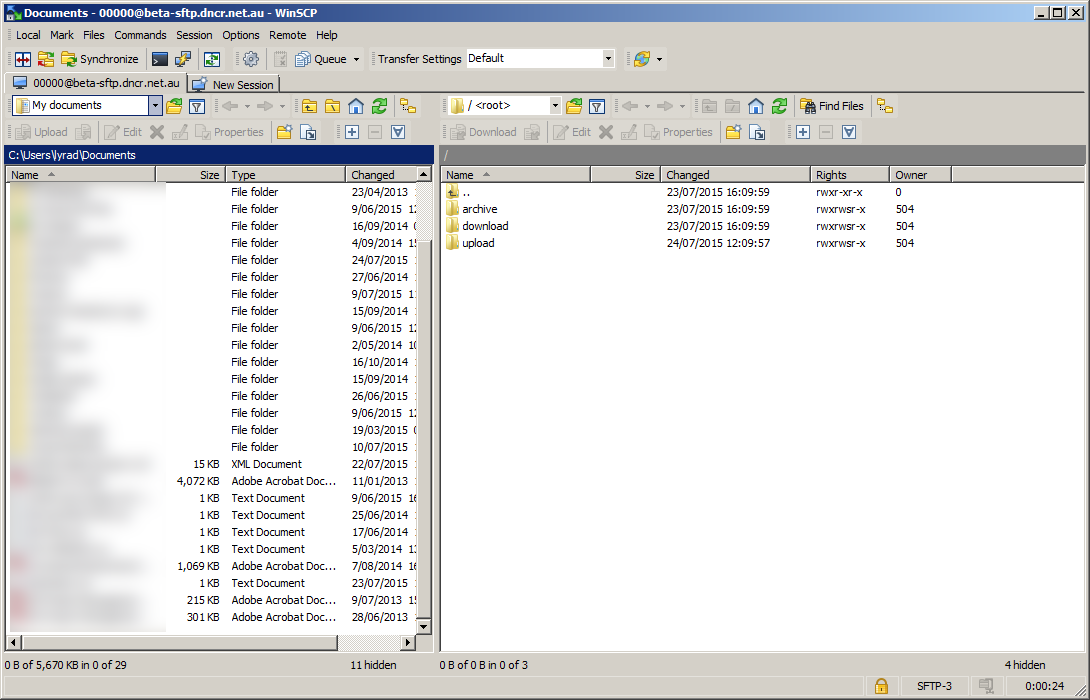 Documents - 00000@beta-sftp.dncr.net.au - WinSCP
Local Mark Files Commands Session Options Remote Help
Synchronize Queue Transfer Settings Default
00000@beta-sftp.dncr.net.au New Session
My documents / <root> Find Files
Upload Edit Properties Download Edit Properties
C:\Users\lyrad\Documents /
Name Size Type Changed Name Size Changed Rights Owner
File folder 23/04/2013 .. 23/07/2015 16:09:59 rwxr-xr-x 0
File folder 9/06/2015 12 archive 23/07/2015 16:09:59 rwxrwsr-x 504
File folder 16/09/2014 download 23/07/2015 16:09:59 rwxrwsr-x 504
File folder 4/09/2014 15 upload 24/07/2015 12:09:57 rwxrwsr-x 504
File folder 24/07/2015
File folder 27/06/2014
File folder 9/07/2015 11
File folder 15/09/2014
File folder 9/06/2015 12
File folder 2/05/2014 10
File folder 16/10/2014
File folder 15/09/2014
File folder 26/06/2015
File folder 9/06/2015 12
File folder 19/03/2015
File folder 10/07/2015
15 KB XML Document 22/07/2015
4,072 KB Adobe Acrobat Doc... 11/01/2013
1 KB Text Document 9/06/2015 16
1 KB Text Document 25/06/2014
1 KB Text Document 17/06/2014
1 KB Text Document 5/03/2014 13
1,069 KB Adobe Acrobat Doc... 7/08/2014 16
1 KB Text Document 23/07/2015
215 KB Adobe Acrobat Doc... 9/07/2013 15
301 KB Adobe Acrobat Doc... 28/06/2013
0 B of 5,670 KB in 0 of 29 11 hidden 0 B of 0 B in 0 of 3 4 hidden
SFTP-3 0:00:24